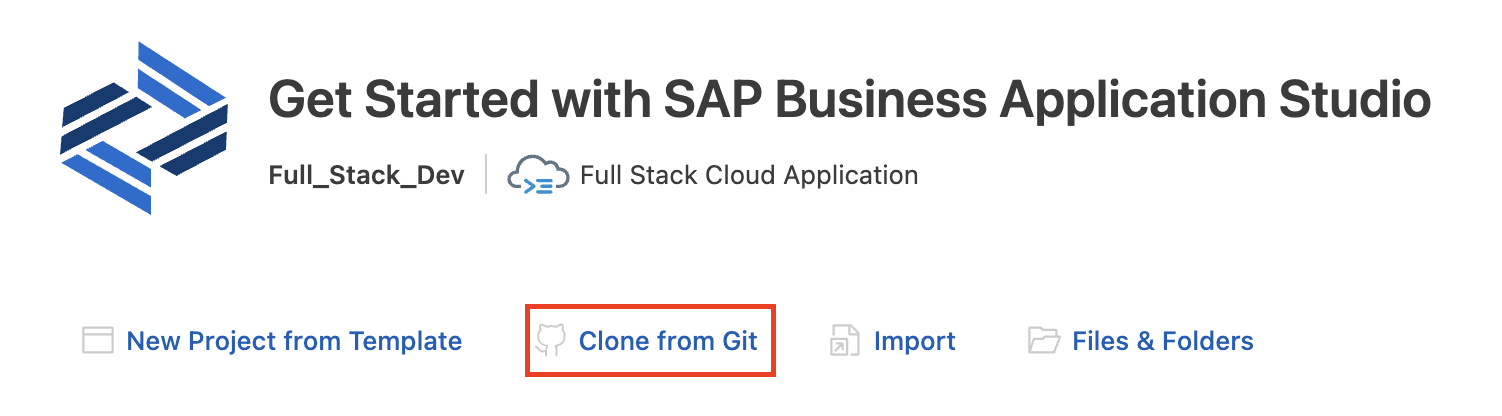 Get Started with SAP Business Application Studio
Full_Stack_Dev Full Stack Cloud Application
New Project from Template Clone from Git Import Files & Folders